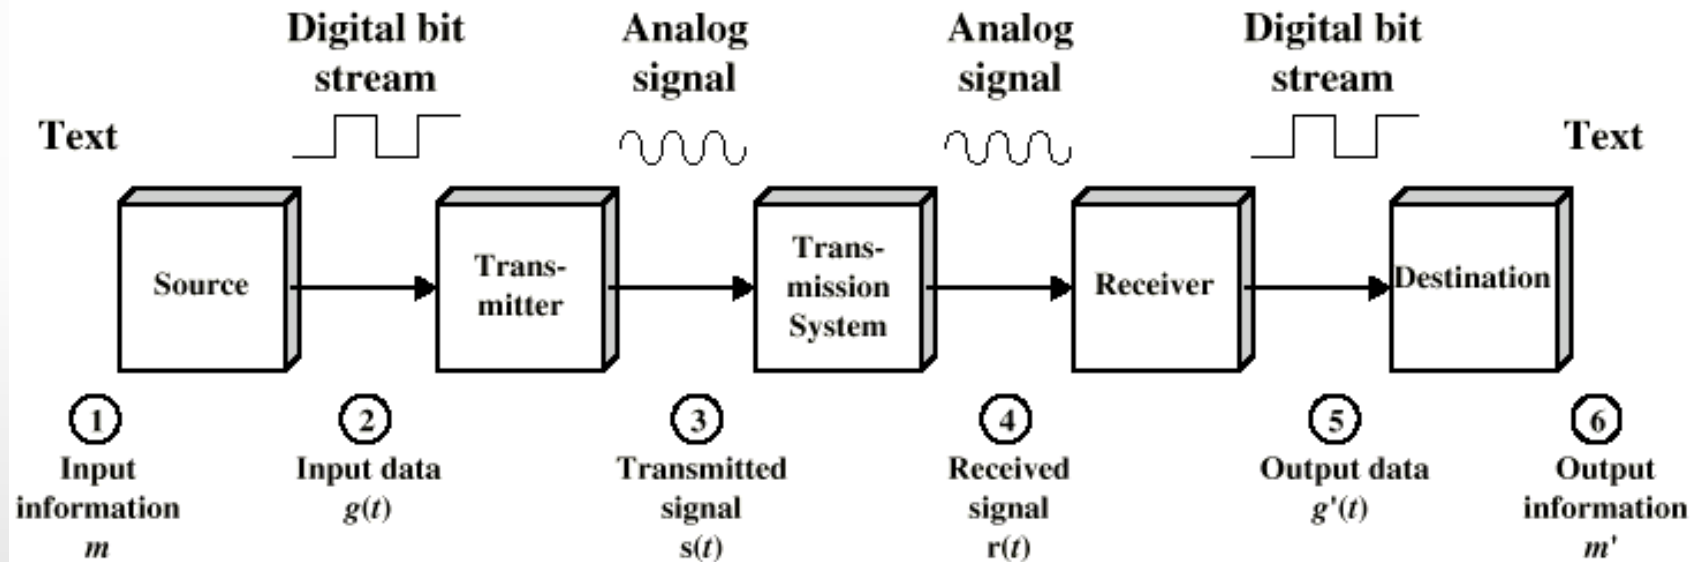 Digital bit
stream
Analog
signal
Analog
signal
Digital bit
stream
Text
Text
Source
Trans-
mitter
Trans-
mission
System
Receiver
Destination
1
Input
information
m
2
Input data
g(t)
3
Transmitted
signal
s(t)
4
Received
signal
r(t)
5
Output data
g'(t)
6
Output
information
m'